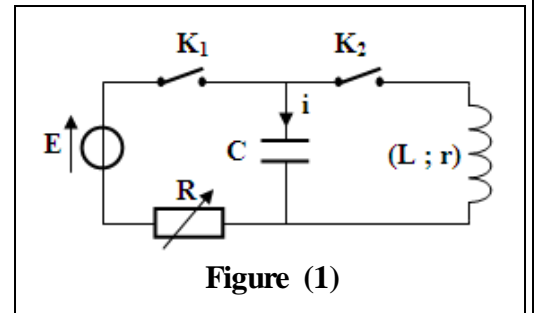 K₁ K₂
i
E C (L ; r)
R
Figure (1)